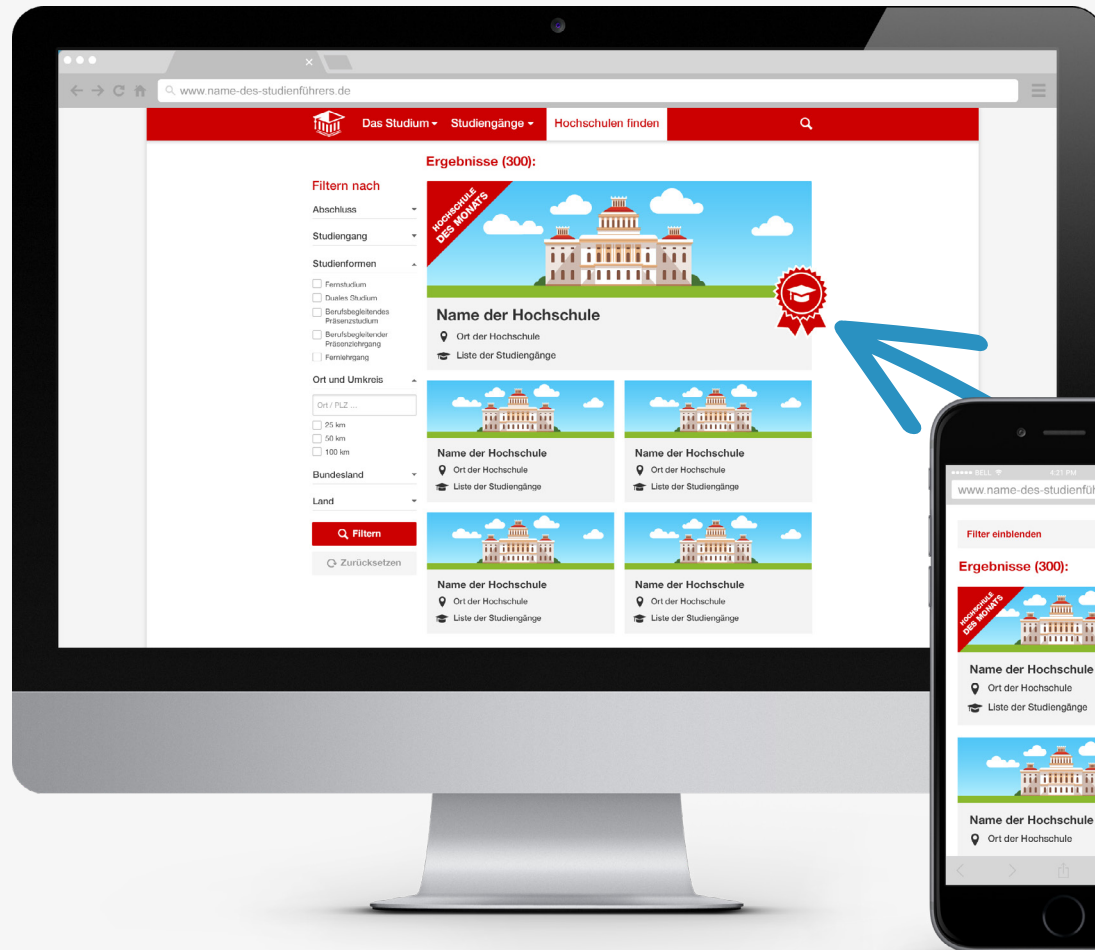 www.name-des-studienführers.de
Das Studium
Studiengänge
Hochschulen finden
Ergebnisse (300):
Filtern nach
Abschluss
Studiengang
Studienformen
Fernstudium
Duales Studium
Berufsbegleitendes
Präsenzstudium
Berufsbegleitender
Präsenzlehrgang
Fernlehrgang
Ort und Umkreis
Ort / PLZ ...
25 km
50 km
100 km
Bundesland
Land
Filtern
Zurücksetzen
HOCHSCHULE
DES MONATS
Name der Hochschule
Ort der Hochschule
Liste der Studiengänge
Name der Hochschule
Ort der Hochschule
Liste der Studiengänge
Name der Hochschule
Ort der Hochschule
Liste der Studiengänge
Name der Hochschule
Ort der Hochschule
Liste der Studiengänge
Name der Hochschule
Ort der Hochschule
Liste der Studiengänge
BELL 4:21 PM
www.name-des-studienfüh
Filter einblenden
Ergebnisse (300):
HOCHSCHULE
DES MONATS
Name der Hochschule
Ort der Hochschule
Liste der Studiengänge
Name der Hochschule
Ort der Hochschule